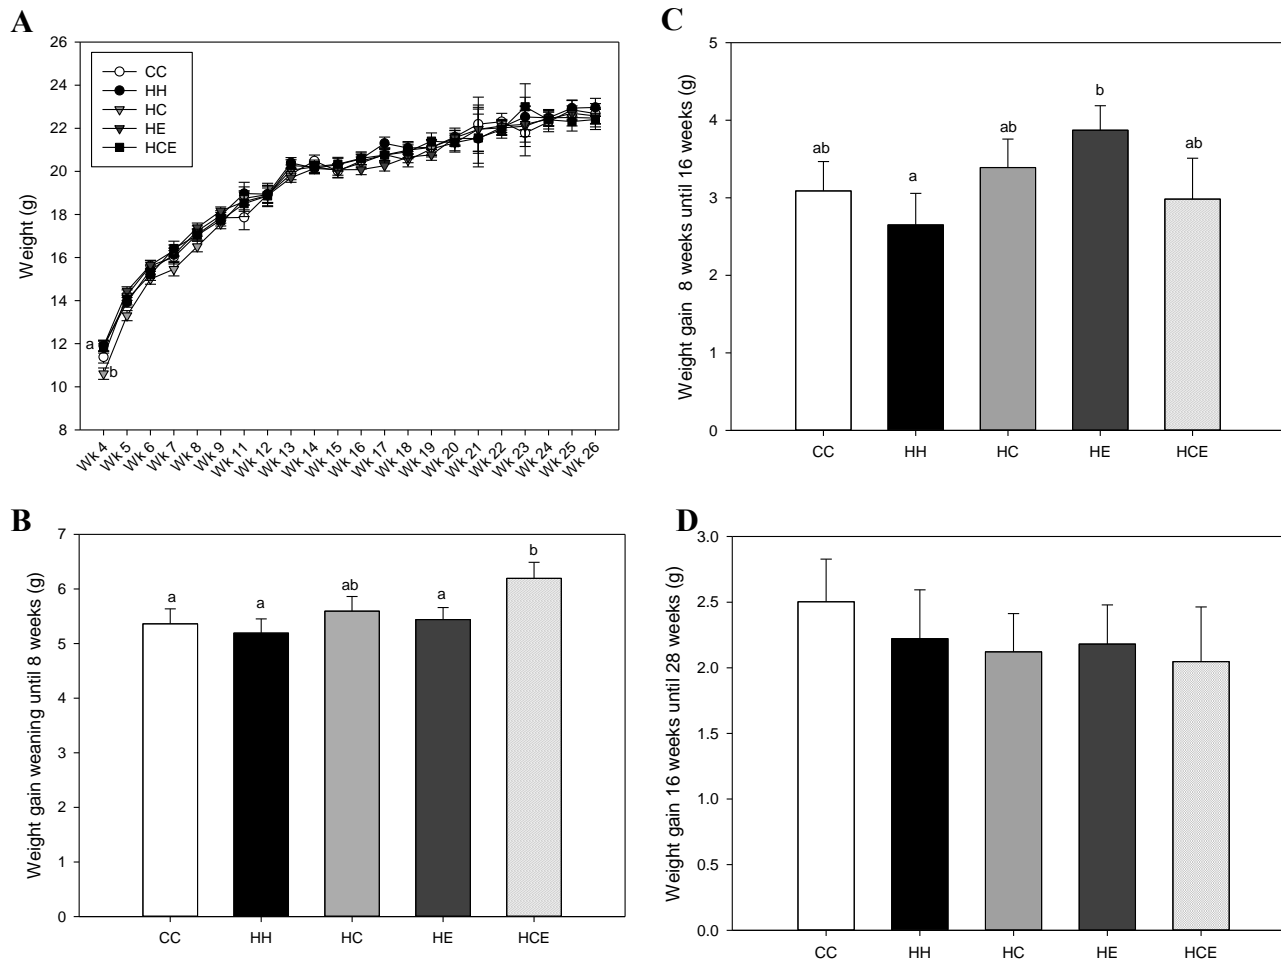 A
Weight (g)
26
24
22
20
18
16
14
12
10
8
CC
HH
HC
HE
HCE
a
b
Wk 4
Wk 5
Wk 6
Wk 7
Wk 8
Wk 9
Wk 11
Wk 12
Wk 13
Wk 14
Wk 15
Wk 16
Wk 17
Wk 18
Wk 19
Wk 20
Wk 21
Wk 22
Wk 23
Wk 24
Wk 25
Wk 26
B
Weight gain weaning until 8 weeks (g)
7
6
5
4
3
2
1
0
a
a
ab
a
b
CC
HH
HC
HE
HCE
C
Weight gain 8 weeks until 16 weeks (g)
5
4
3
2
1
0
ab
a
ab
b
ab
CC
HH
HC
HE
HCE
D
Weight gain 16 weeks until 28 weeks (g)
3.0
2.5
2.0
1.5
1.0
0.5
0.0
CC
HH
HC
HE
HCE